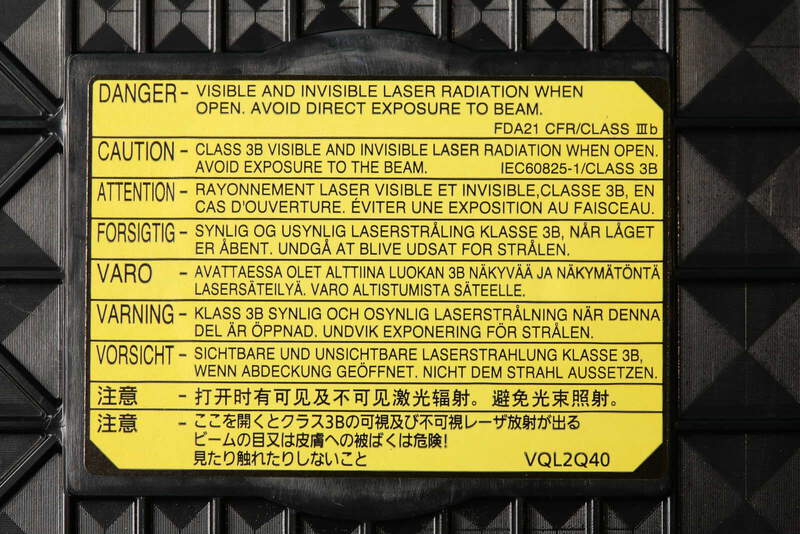 DANGER - VISIBLE AND INVISIBLE LASER RADIATION WHEN
OPEN. AVOID DIRECT EXPOSURE TO BEAM.
FDA21 CFR/CLASS Ⅲb
CAUTION - CLASS 3B VISIBLE AND INVISIBLE LASER RADIATION WHEN OPEN.
AVOID EXPOSURE TO THE BEAM. IEC60825-1/CLASS 3B
ATTENTION - RAYONNEMENT LASER VISIBLE ET INVISIBLE,CLASSE 3B, EN
CAS D'OUVERTURE. ÉVITER UNE EXPOSITION AU FAISCEAU.
FORSIGTIG - SYNLIG OG USYNLIG LASERSTRÅLING KLASSE 3B, NÅR LÅGET
ER ÅBENT. UNDGÅ AT BLIVE UDSAT FOR STRÅLEN.
VARO - AVATTAESSA OLET ALTTIINA LUOKAN 3B NÄKYVÄÄ JA NÄKYMÄTÖNTÄ
LASERSÄTEILYÄ. VARO ALTISTUMISTA SÄTEELLE.
VARNING - KLASS 3B SYNLIG OCH OSYNLIG LASERSTRÅLNING NÄR DENNA
DEL ÄR ÖPPNAD. UNDVIK EXPONERING FÖR STRÅLEN.
VORSICHT - SICHTBARE UND UNSICHTBARE LASERSTRAHLUNG KLASSE 3B,
WENN ABDECKUNG GEÖFFNET. NICHT DEM STRAHL AUSSETZEN.
注意 - 打开时有可见及不可见激光辐射。避免光束照射。
注意 - ここを開くとクラス3Bの可視及び不可視レーザ放射が出る
ビームの目又は皮膚への被ばくは危険!
見たり触れたりしないこと VQL2Q40